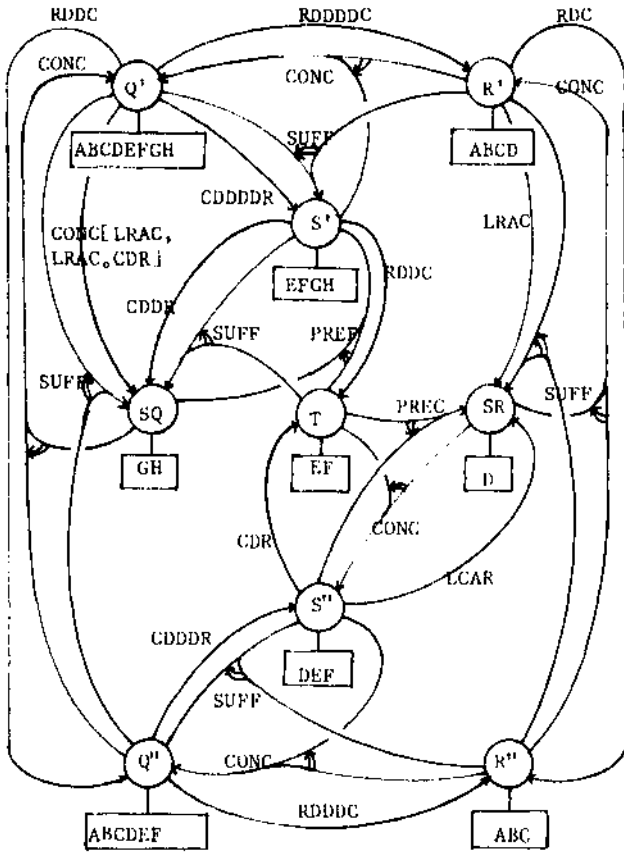 RDDC
RDDDDC
RDC
CONC
CONC
CONC
Q'
R'
SUFF
ABCDEFGH
ABCD
CDDDDR
S'
LRAC
CONC[LRAC,
LRAC∘CDR]
EFGH
RDDC
CDDR
SUFF
PREF
SUFF
SUFF
PREC
SQ
T
SR
GH
EF
D
CONC
CDR
LCAR
S"
CDDDR
DEF
SUFF
CONC
Q"
R"
RDDDC
ABCDEF
ABC